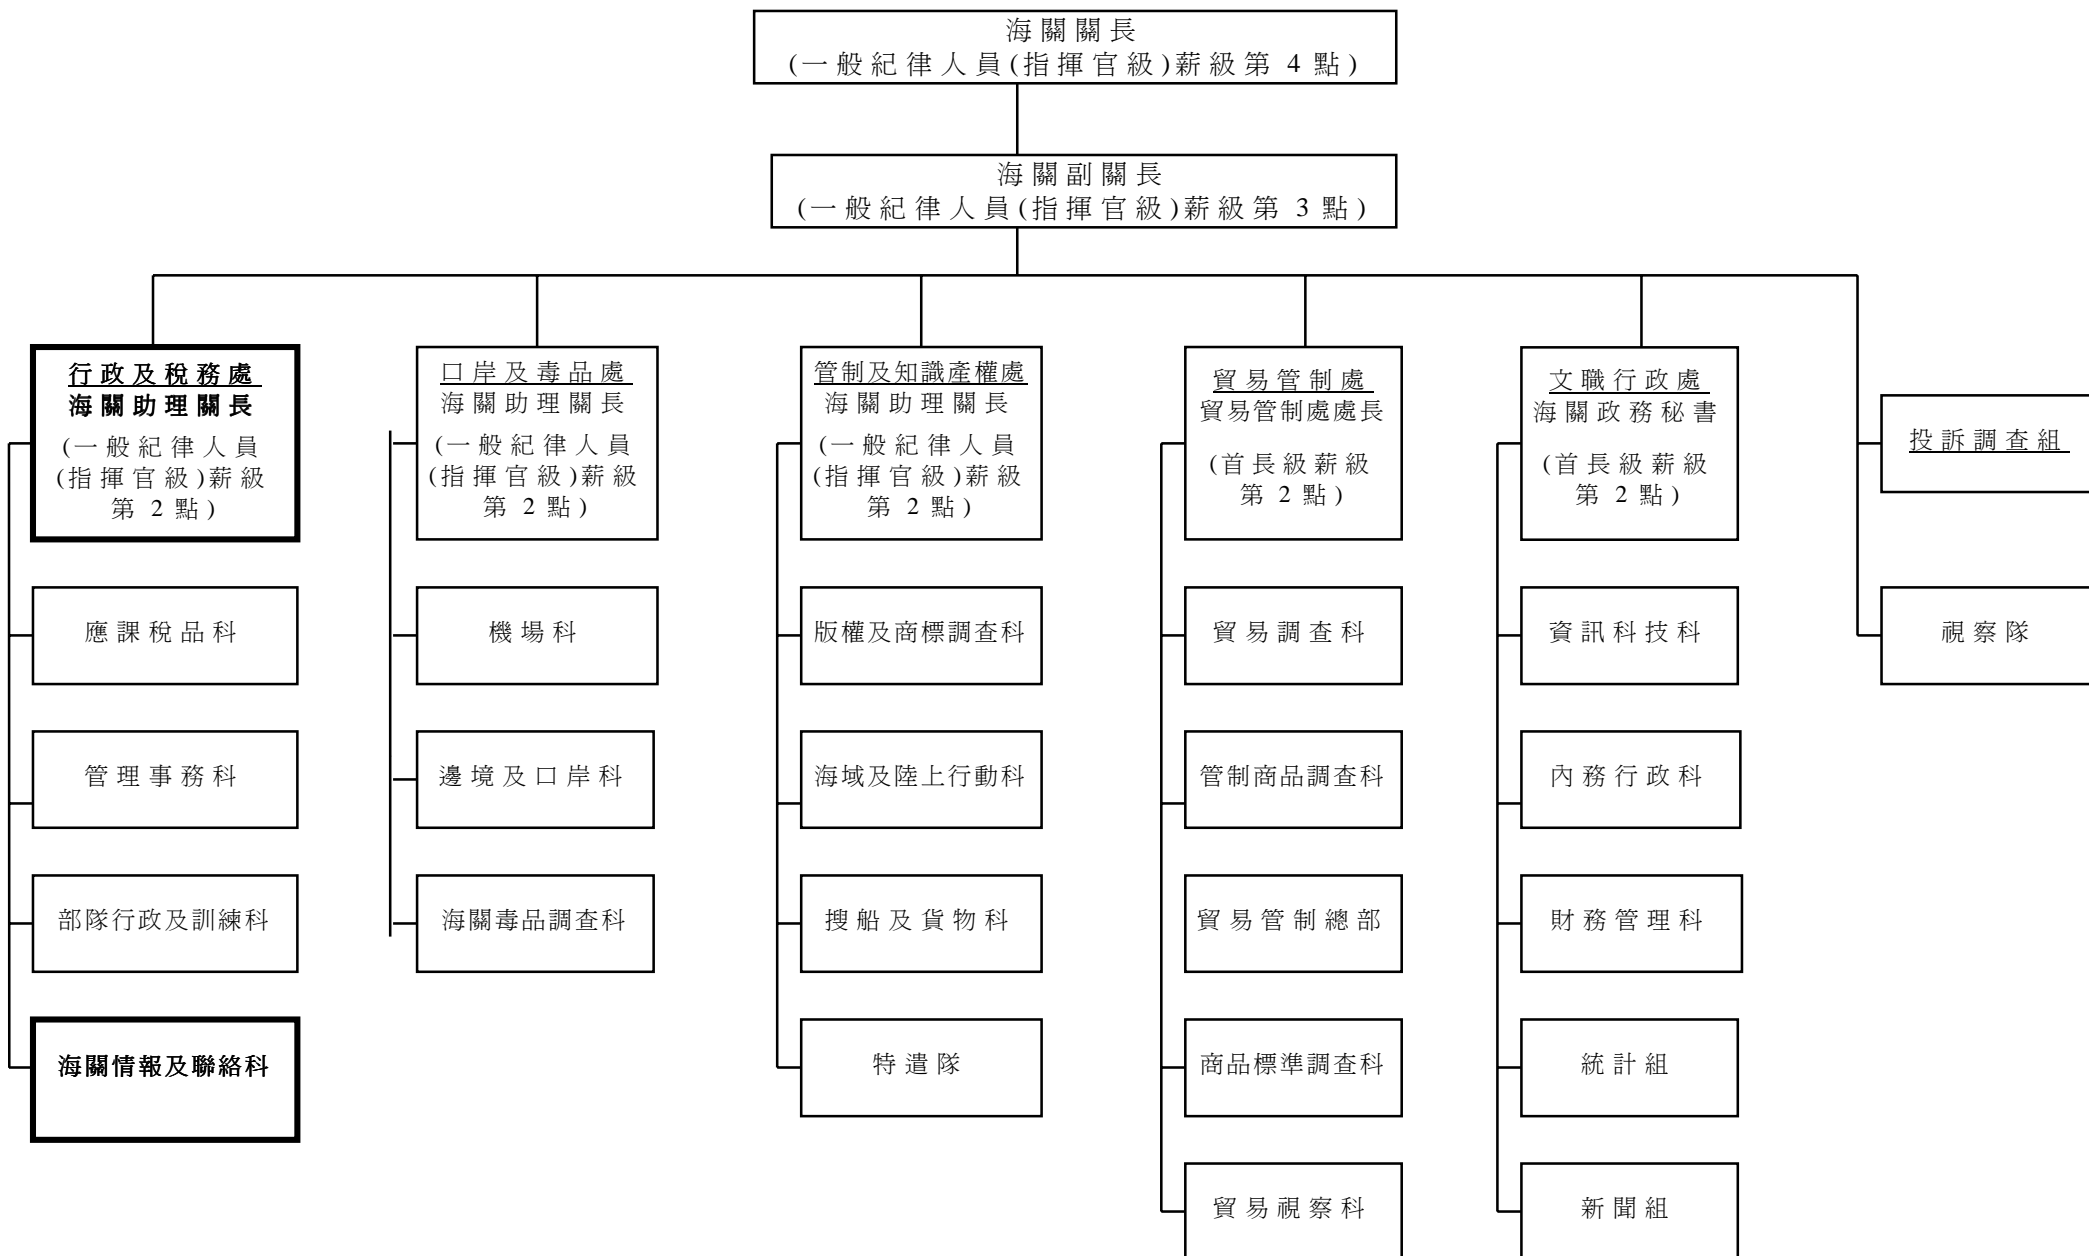 海關關長
(一般紀律人員(指揮官級)薪級第 4 點)
海關副關長
(一般紀律人員(指揮官級)薪級第 3 點)
行政及稅務處
海關助理關長
(一般紀律人員
(指揮官級)薪級
第 2 點)
口岸及毒品處
海關助理關長
(一般紀律人員
(指揮官級)薪級
第 2 點)
管制及知識產權處
海關助理關長
(一般紀律人員
(指揮官級)薪級
第 2 點)
貿易管制處
貿易管制處處長
(首長級薪級
第 2 點)
文職行政處
海關政務秘書
(首長級薪級
第 2 點)
投訴調查組
應課稅品科
機場科
版權及商標調查科
貿易調查科
資訊科技科
視察隊
管理事務科
邊境及口岸科
海域及陸上行動科
管制商品調查科
內務行政科
部隊行政及訓練科
海關毒品調查科
搜船及貨物科
貿易管制總部
財務管理科
海關情報及聯絡科
特遣隊
商品標準調查科
統計組
貿易視察科
新聞組